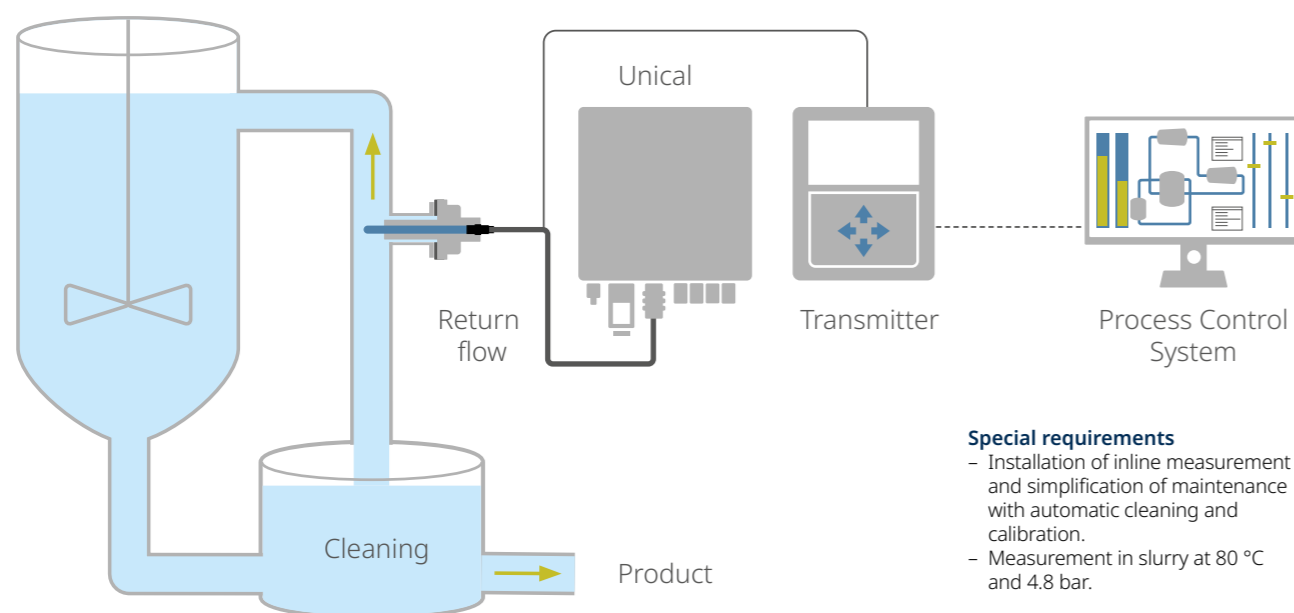 Unical
Return
flow
Transmitter
Process Control
System
Cleaning
Product
Special requirements
– Installation of inline measurement
and simplification of maintenance
with automatic cleaning and
calibration.
– Measurement in slurry at 80 °C
and 4.8 bar.